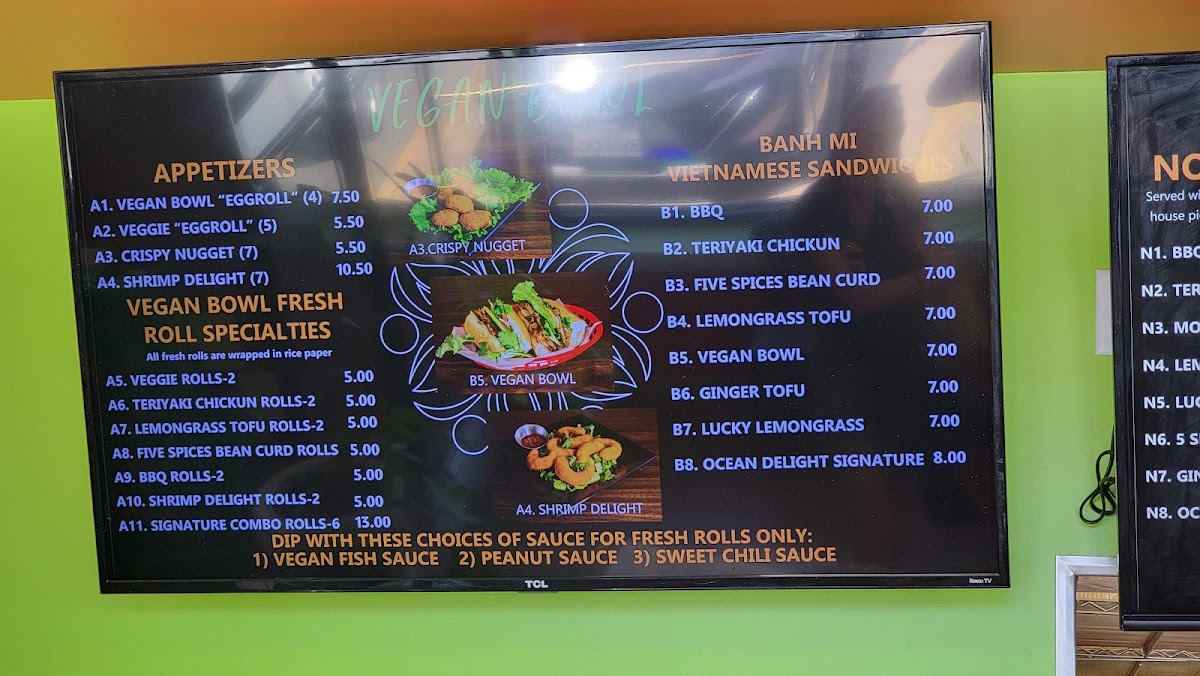 VEGAN BOWL
APPETIZERS
A1. VEGAN BOWL “EGGROLL“ (4) 7.50
A2. VEGGIE “EGGROLL” (5) 5.50
A3. CRISPY NUGGET (7) 5.50
A4. SHRIMP DELIGHT (7) 10.50
VEGAN BOWL FRESH
ROLL SPECIALTIES
All fresh rolls are wrapped in rice paper
A5. VEGGIE ROLLS-2 5.00
A6. TERIYAKI CHICKUN ROLLS-2 5.00
A7. LEMONGRASS TOFU ROLLS-2 5.00
A8. FIVE SPICES BEAN CURD ROLLS 5.00
A9. BBQ ROLLS-2 5.00
A10. SHRIMP DELIGHT ROLLS-2 5.00
A11. SIGNATURE COMBO ROLLS-6 13.00
A3.CRISPY NUGGET
B5. VEGAN BOWL
A4. SHRIMP DELIGHT
BANH MI
VIETNAMESE SANDWICHES
B1. BBQ 7.00
B2. TERIYAKI CHICKUN 7.00
B3. FIVE SPICES BEAN CURD 7.00
B4. LEMONGRASS TOFU 7.00
B5. VEGAN BOWL 7.00
B6. GINGER TOFU 7.00
B7. LUCKY LEMONGRASS 7.00
B8. OCEAN DELIGHT SIGNATURE 8.00
DIP WITH THESE CHOICES OF SAUCE FOR FRESH ROLLS ONLY:
1) VEGAN FISH SAUCE 2) PEANUT SAUCE 3) SWEET CHILI SAUCE
TCL
Roku TV
NO
Served wi
house pi
N1. BBQ
N2. TER
N3. MO
N4. LEM
N5. LUC
N6. 5 S
N7. GIN
N8. OC